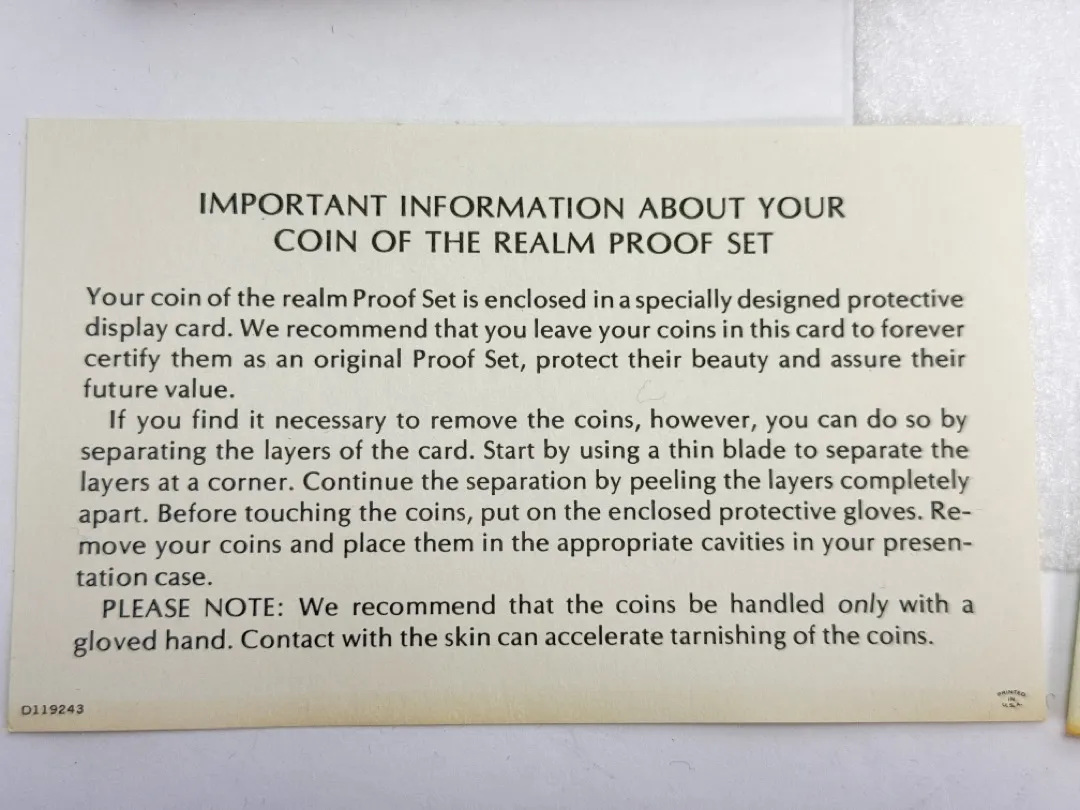 IMPORTANT INFORMATION ABOUT YOUR
COIN OF THE REALM PROOF SET
Your coin of the realm Proof Set is enclosed in a specially designed protective
display card. We recommend that you leave your coins in this card to forever
certify them as an original Proof Set, protect their beauty and assure their
future value.
If you find it necessary to remove the coins, however, you can do so by
separating the layers of the card. Start by using a thin blade to separate the
layers at a corner. Continue the separation by peeling the layers completely
apart. Before touching the coins, put on the enclosed protective gloves. Re-
move your coins and place them in the appropriate cavities in your presen-
tation case.
PLEASE NOTE: We recommend that the coins be handled only with a
gloved hand. Contact with the skin can accelerate tarnishing of the coins.
D119243
PRINTED
IN
U.S.A.